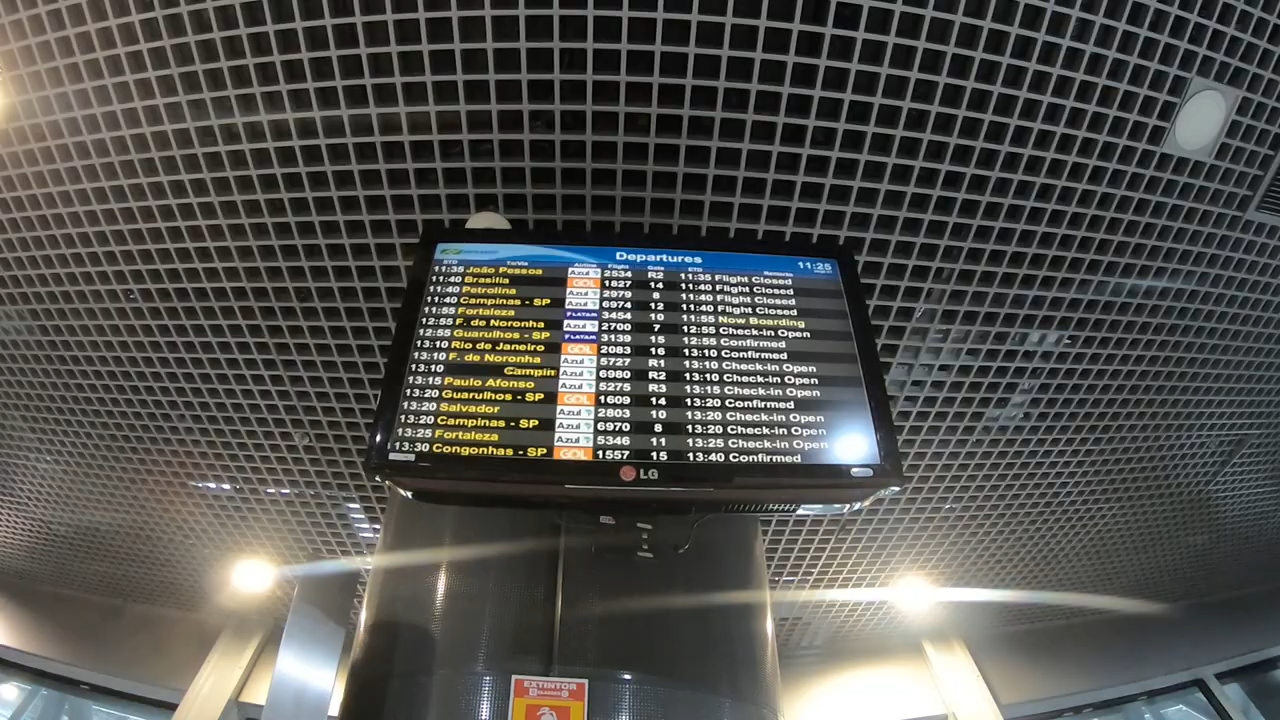 Departures 11:25
STD To/Via Airline Flight Gate ETD Remarks
11:35 João Pessoa Azul 2534 R2 11:35 Flight Closed
11:40 Brasília GOL 1827 14 11:40 Flight Closed
11:40 Petrolina Azul 2979 8 11:40 Flight Closed
11:40 Campinas - SP Azul 6974 12 11:40 Flight Closed
11:55 Fortaleza LATAM 3454 10 11:55 Now Boarding
12:55 F. de Noronha Azul 2700 7 12:55 Check-in Open
12:55 Guarulhos - SP LATAM 3139 15 12:55 Confirmed
13:10 Rio de Janeiro GOL 2083 16 13:10 Confirmed
13:10 F. de Noronha Azul 5727 R1 13:10 Check-in Open
13:10 Campin Azul 6980 R2 13:10 Check-in Open
13:15 Paulo Afonso Azul 5275 R3 13:15 Check-in Open
13:20 Guarulhos - SP GOL 1609 14 13:20 Confirmed
13:20 Salvador Azul 2803 10 13:20 Check-in Open
13:20 Campinas - SP Azul 6970 8 13:20 Check-in Open
13:25 Fortaleza Azul 5346 11 13:25 Check-in Open
13:30 Congonhas - SP GOL 1557 15 13:40 Confirmed
LG
EXTINTOR